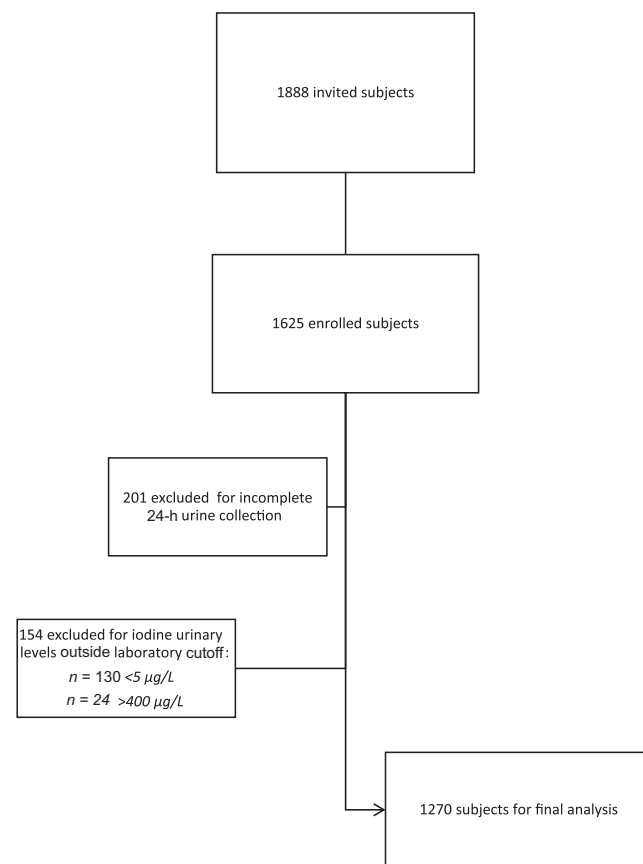 1888 invited subjects
1625 enrolled subjects
201 excluded for incomplete
24-h urine collection
154 excluded for iodine urinary
levels outside laboratory cutoff:
n = 130 <5 µg/L
n = 24 >400 µg/L
1270 subjects for final analysis